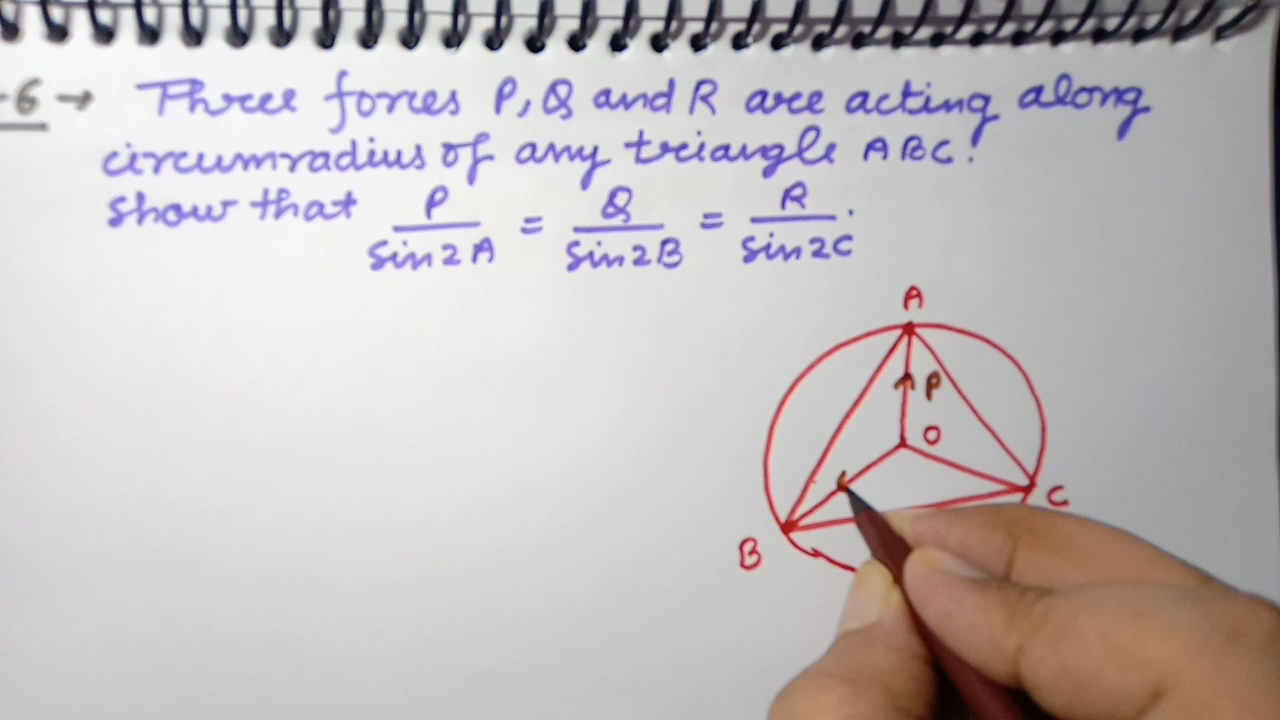 -6 → Three forces P, Q and R are acting along
circumradius of any triangle ABC.
show that P/sin2A = Q/sin2B = R/sin2C.
A
P
O
C
B